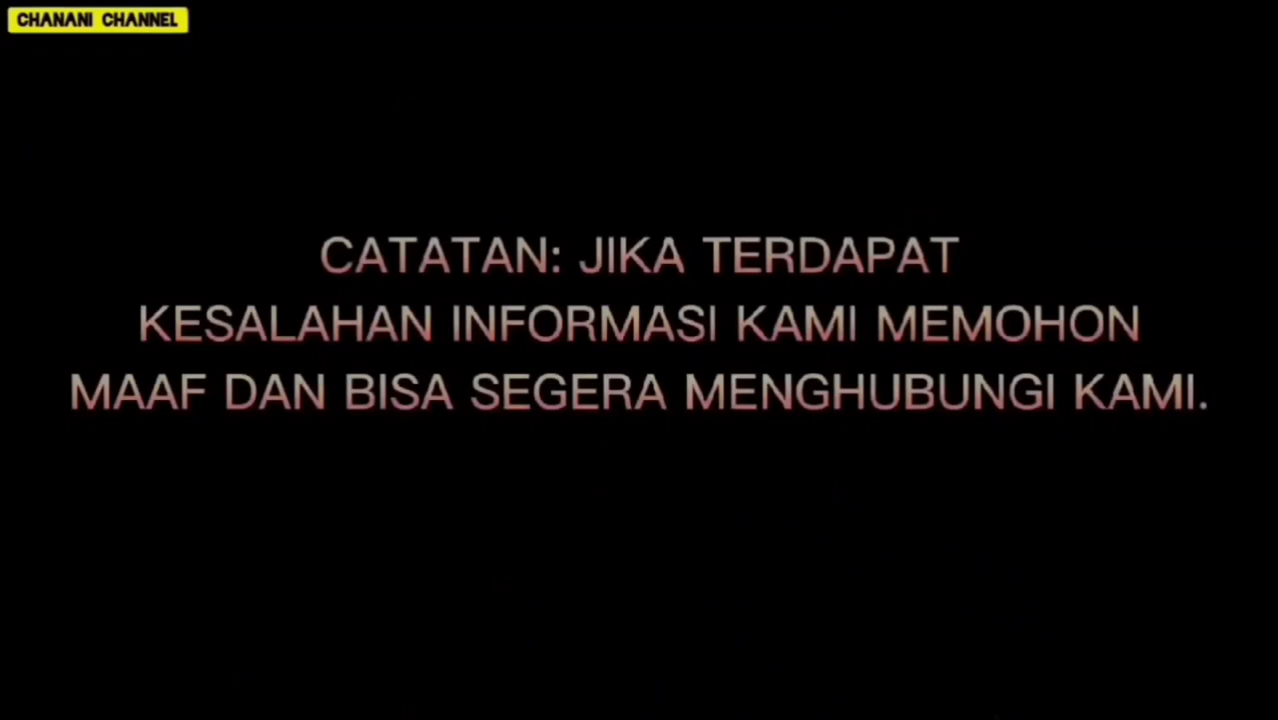 CHANANI CHANNEL
CATATAN: JIKA TERDAPAT
KESALAHAN INFORMASI KAMI MEMOHON
MAAF DAN BISA SEGERA MENGHUBUNGI KAMI.